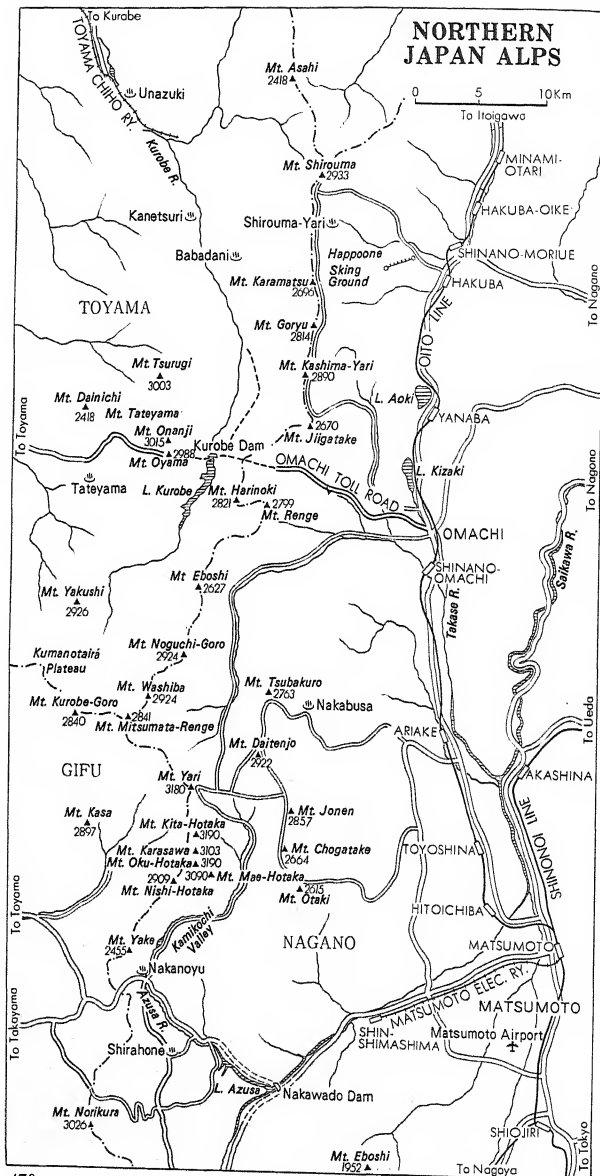 NORTHERN
JAPAN ALPS
0 5 10Km
To Kurobe
TOYAMA CHIHO RY.
Unazuki
Mt. Asahi
2418
To Itoigawa
MINAMI-
OTARI
Kurobe R.
Mt. Shirouma
2933
HAKUBA-OIKE
Kanetsuri
Shirouma-Yari
SHINANO-MORIUE
Babadani
Happoone
Sking
Ground
HAKUBA
To Nagano
Mt. Karamatsu
2696
TOYAMA
OITO LINE
Mt. Goryu
2814
Mt. Tsurugi
3003
Mt. Kashima-Yari
2890
L. Aoki
YANABA
Mt. Dainichi
2418
Mt. Tateyama
Mt. Onanji
3015
2670
Mt. Jiigatake
To Toyama
2988
Mt. Oyama
Kurobe Dam
OMACHI TOLL ROAD
L. Kizaki
To Nagano
Tateyama
L. Kurobe
Mt. Harinoki
2821
2799
Mt. Renge
OMACHI
Saikawa R.
SHINANO-
OMACHI
Mt. Eboshi
2627
Mt. Yakushi
2926
Takase R.
Kumanotaira
Plateau
Mt. Noguchi-Goro
2924
Mt. Washiba
2924
Mt. Tsubakuro
2763
Nakabusa
Mt. Kurobe-Goro
2840
2841
Mt. Mitsumata-Renge
ARIAKE
To Ueda
Mt. Daitenjo
2922
GIFU
AKASHINA
Mt. Yari
3180
Mt. Jonen
2857
Mt. Kasa
2897
Mt. Kita-Hotaka
3190
Mt. Karasawa
3103
Mt. Chogatake
2664
TOYOSHINA
SHINONOI LINE
Mt. Oku-Hotaka
3190
3090
Mt. Mae-Hotaka
2909
Mt. Nishi-Hotaka
2615
Mt. Otaki
HITOICHIBA
To Toyama
Kamikochi
Valley
NAGANO
MATSUMOTO
Mt. Yake
2455
Nakanoyu
MATSUMOTO ELEC. RY.
MATSUMOTO
Azusa R.
SHIN-
SHIMASHIMA
Matsumoto Airport
To Takayama
Shirahone
L. Azusa
Nakawado Dam
Mt. Norikura
3026
SHIOJIRI
Mt. Eboshi
1952
To Nagoya
To Tokyo